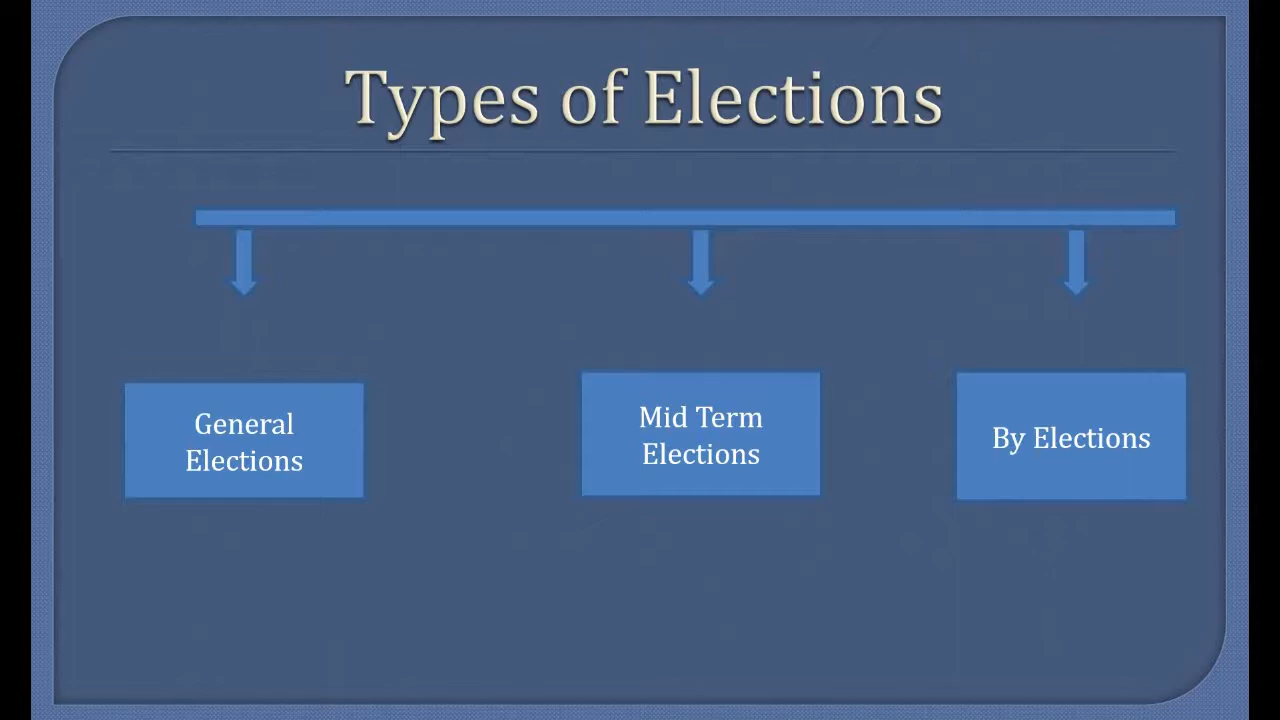 Types of Elections
General
Elections
Mid Term
Elections
By Elections